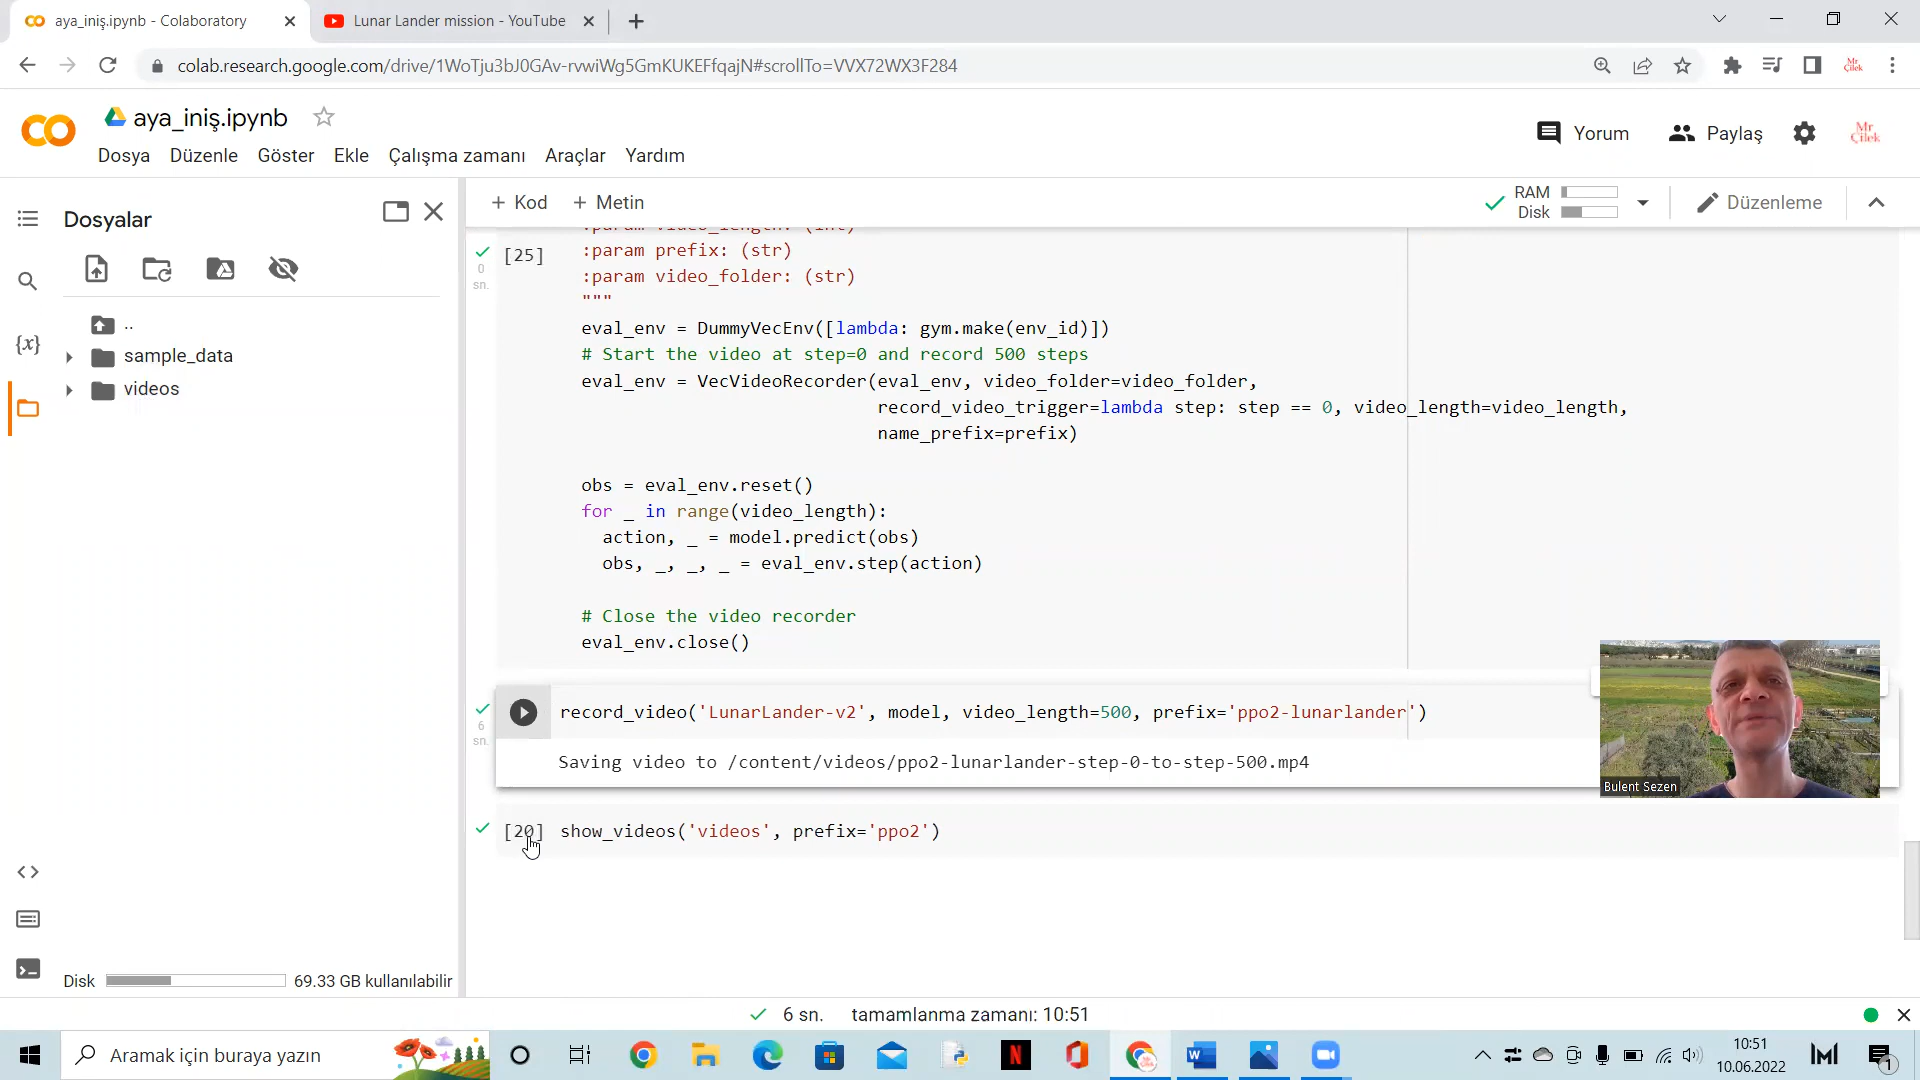 aya_iniş.ipynb - Colaboratory
Lunar Lander mission - YouTube
colab.research.google.com/drive/1WoTju3bJ0GAv-rvwiWg5GmKUKEFfqajN#scrollTo=VVX72WX3F284
aya_iniş.ipynb
Dosya Düzenle Göster Ekle Çalışma zamanı Araçlar Yardım
Yorum
Paylaş
Mr Çilek
Dosyalar
+ Kod + Metin
RAM
Disk
Düzenleme
..
sample_data
videos
{x}
Disk
69.33 GB kullanılabilir
:param video_length: (int)
[25]
0 sn.
:param prefix: (str)
:param video_folder: (str)
"""
eval_env = DummyVecEnv([lambda: gym.make(env_id)])
# Start the video at step=0 and record 500 steps
eval_env = VecVideoRecorder(eval_env, video_folder=video_folder,
record_video_trigger=lambda step: step == 0, video_length=video_length,
name_prefix=prefix)
obs = eval_env.reset()
for _ in range(video_length):
action, _ = model.predict(obs)
obs, _, _, _ = eval_env.step(action)
# Close the video recorder
eval_env.close()
6 sn.
record_video('LunarLander-v2', model, video_length=500, prefix='ppo2-lunarlander')
Saving video to /content/videos/ppo2-lunarlander-step-0-to-step-500.mp4
[20] show_videos('videos', prefix='ppo2')
Bulent Sezen
6 sn. tamamlanma zamanı: 10:51
Aramak için buraya yazın
10:51
10.06.2022
1